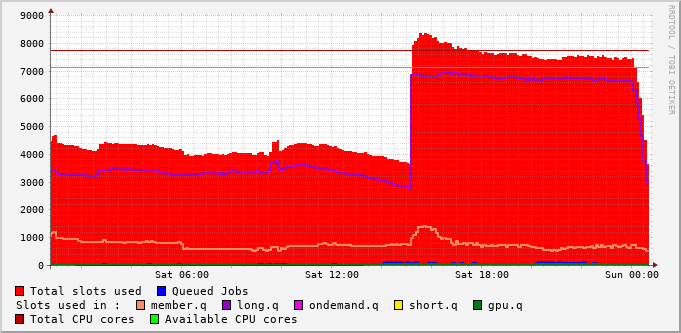 RRDTOOL / TOBI OETIKER
9000
8000
7000
6000
5000
4000
3000
2000
1000
0
Sat 06:00 Sat 12:00 Sat 18:00 Sun 00:00
Total slots used Queued Jobs
Slots used in : member.q long.q ondemand.q short.q gpu.q
Total CPU cores Available CPU cores